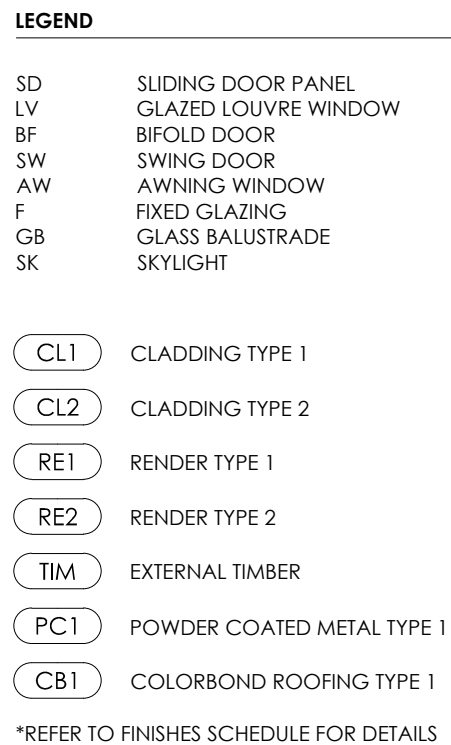 LEGEND
SD SLIDING DOOR PANEL
LV GLAZED LOUVRE WINDOW
BF BIFOLD DOOR
SW SWING DOOR
AW AWNING WINDOW
F FIXED GLAZING
GB GLASS BALUSTRADE
SK SKYLIGHT
CL1 CLADDING TYPE 1
CL2 CLADDING TYPE 2
RE1 RENDER TYPE 1
RE2 RENDER TYPE 2
TIM EXTERNAL TIMBER
PC1 POWDER COATED METAL TYPE 1
CB1 COLORBOND ROOFING TYPE 1
*REFER TO FINISHES SCHEDULE FOR DETAILS